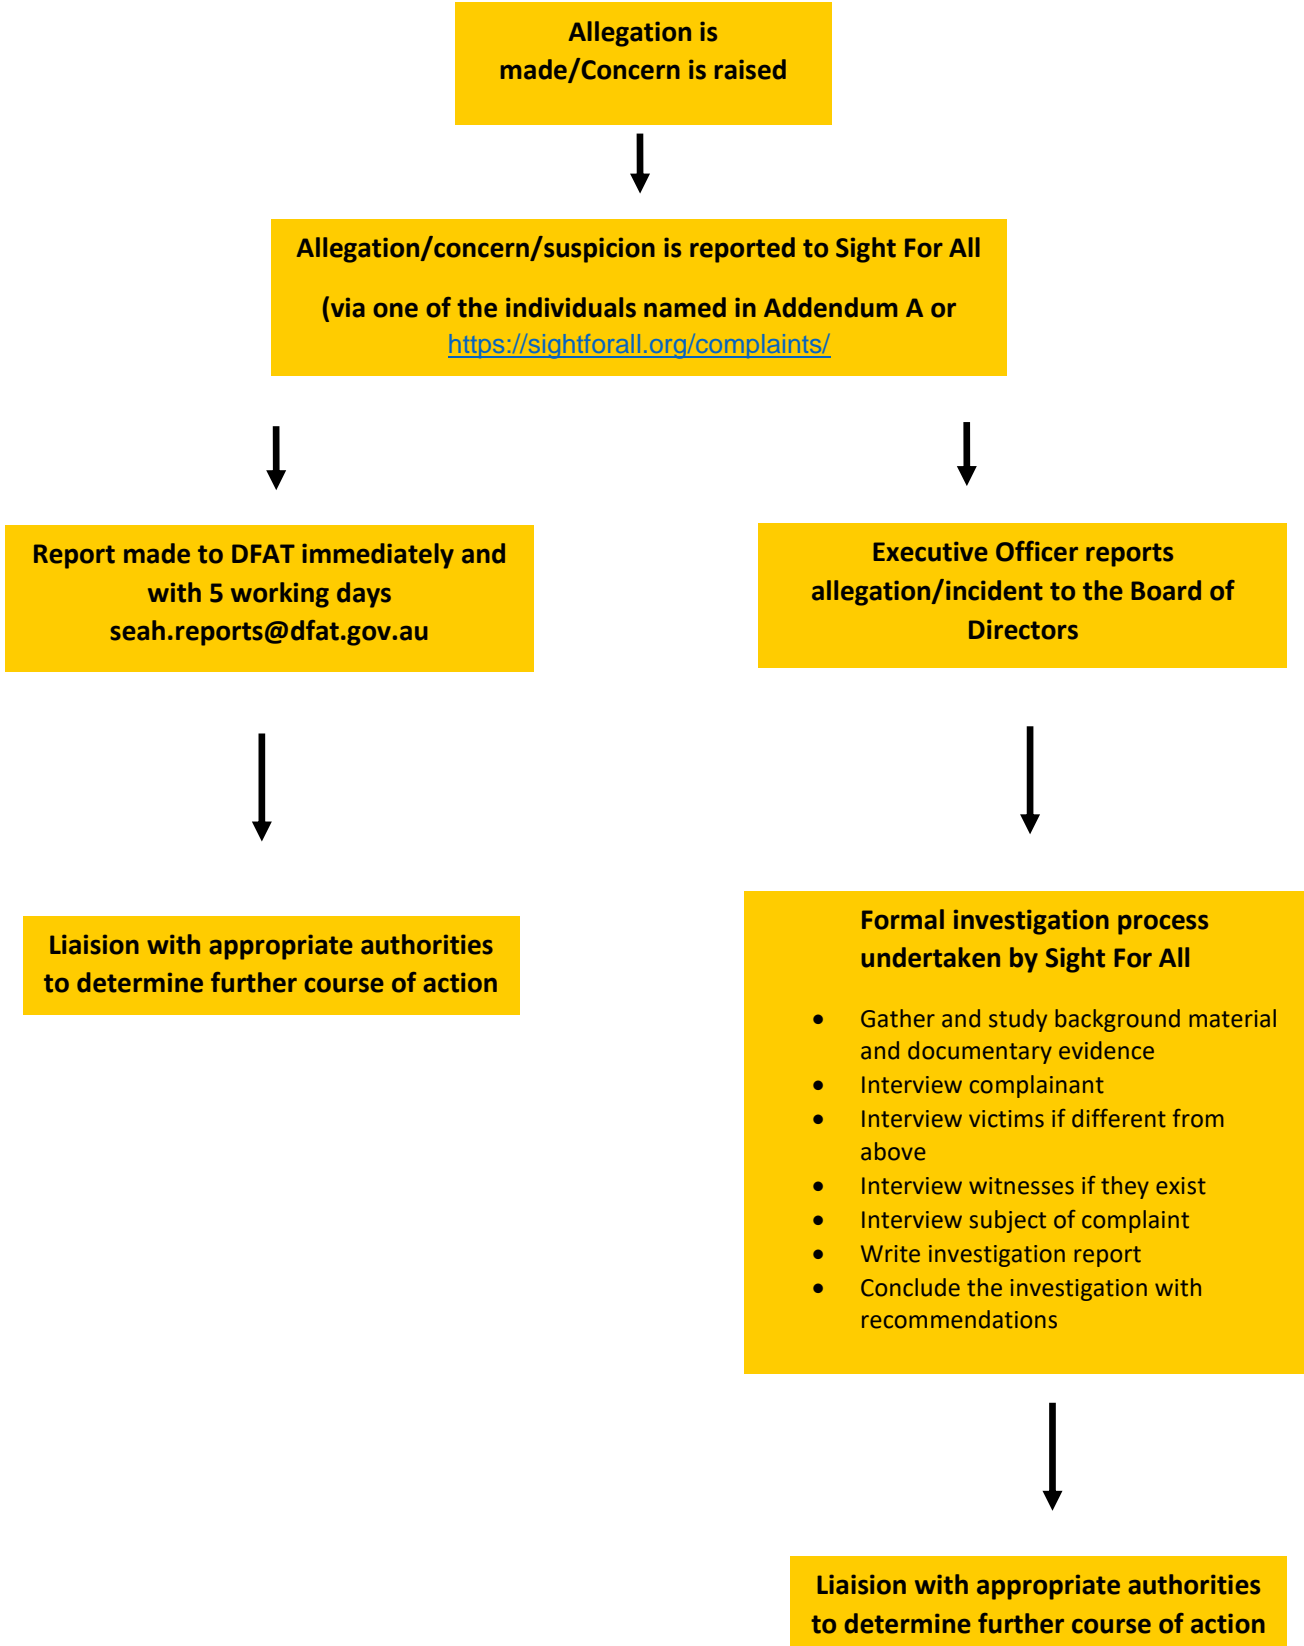 Allegation is
made/Concern is raised
Allegation/concern/suspicion is reported to Sight For All
(via one of the individuals named in Addendum A or
https://sightforall.org/complaints/
Report made to DFAT immediately and
with 5 working days
seah.reports@dfat.gov.au
Liaision with appropriate authorities
to determine further course of action
Executive Officer reports
allegation/incident to the Board of
Directors
Formal investigation process
undertaken by Sight For All
• Gather and study background material
and documentary evidence
• Interview complainant
• Interview victims if different from
above
• Interview witnesses if they exist
• Interview subject of complaint
• Write investigation report
• Conclude the investigation with
recommendations
Liaision with appropriate authorities
to determine further course of action